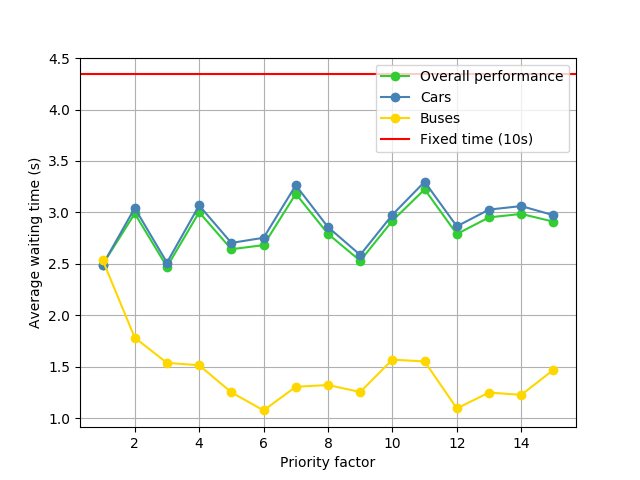 4.5
4.0
3.5
3.0
2.5
2.0
1.5
1.0
Average waiting time (s)
Overall performance
Cars
Buses
Fixed time (10s)
2 4 6 8 10 12 14
Priority factor